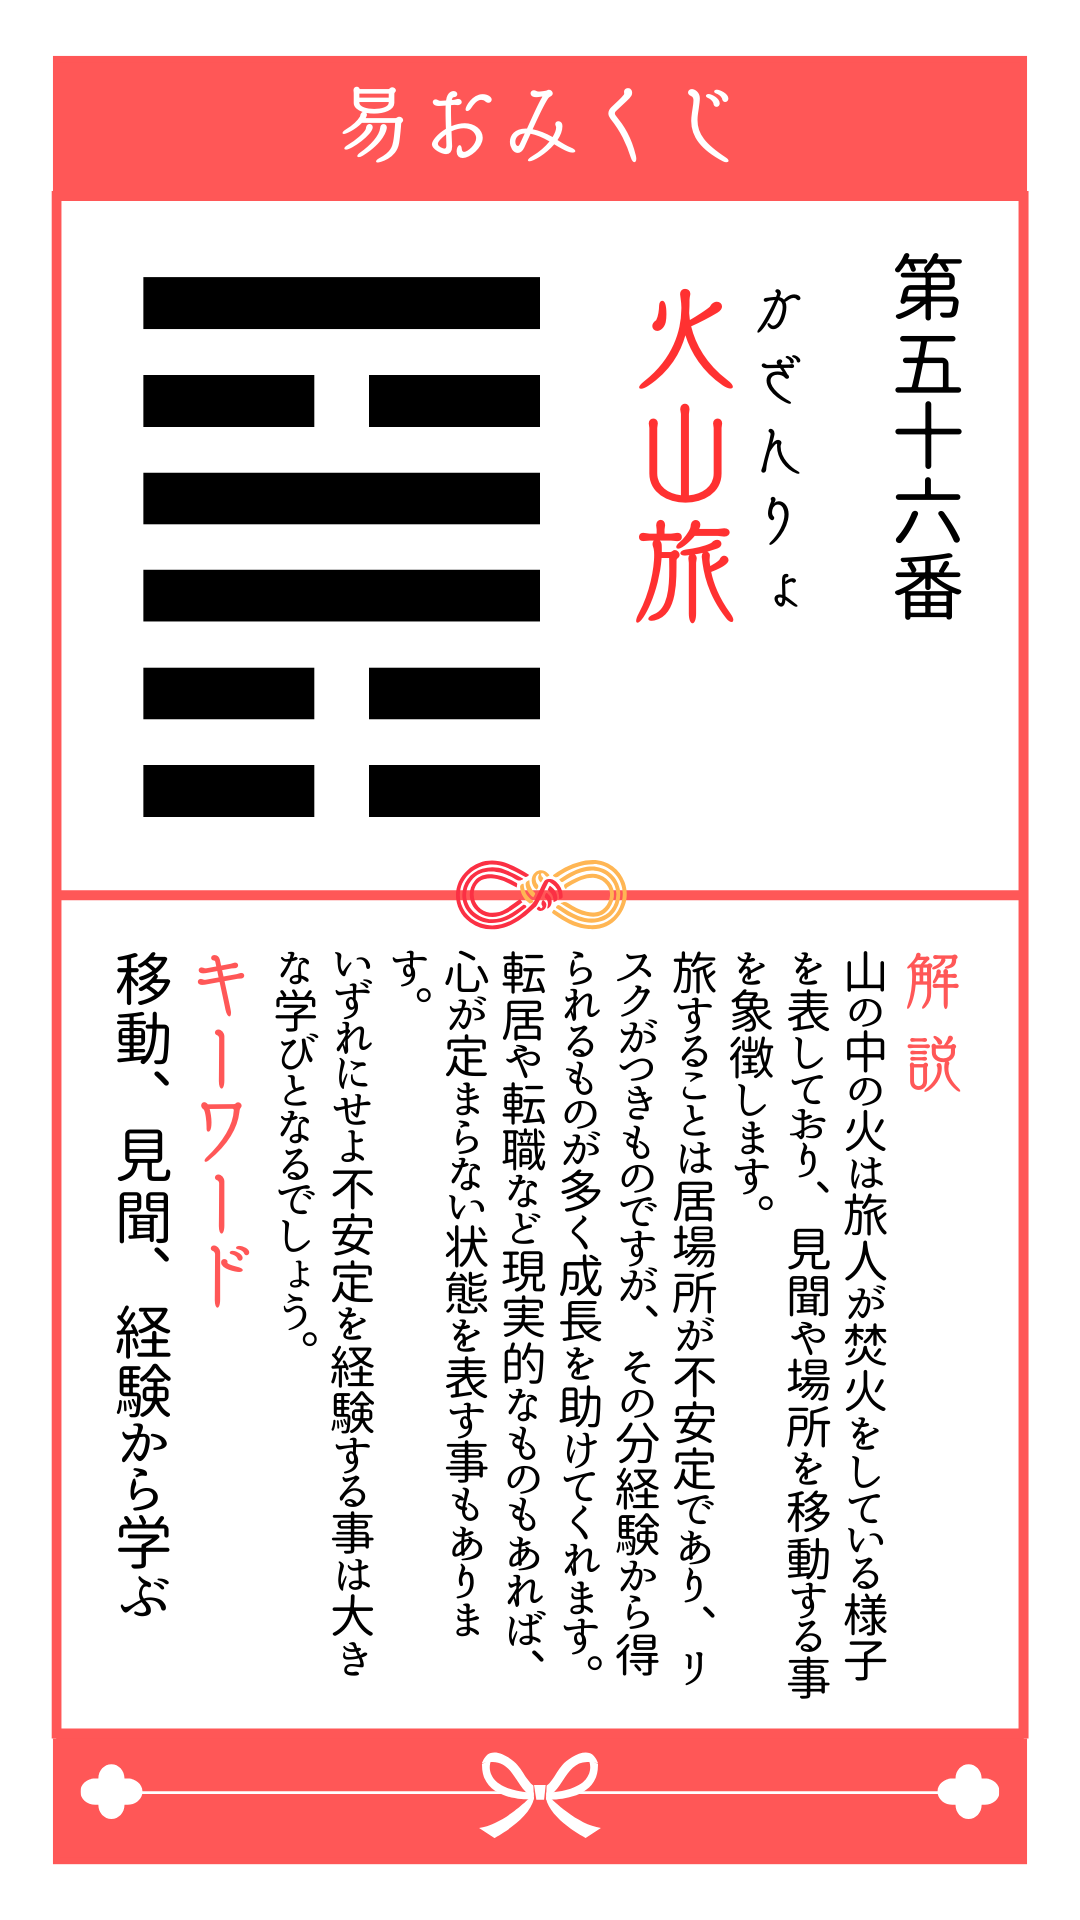 易おみくじ
第五十六番
かざんりょ
火山旅
解説
山の中の火は旅人が焚火をしている様子
を表しており、見聞や場所を移動する事
を象徴します。
旅することは居場所が不安定であり、リ
スクがつきものですが、その分経験から得
られるものが多く成長を助けてくれます。
転居や転職など現実的なものもあれば、
心が定まらない状態を表す事もありま
す。
いずれにせよ不安定を経験する事は大き
な学びとなるでしょう。
キーワード
移動、見聞、経験から学ぶ